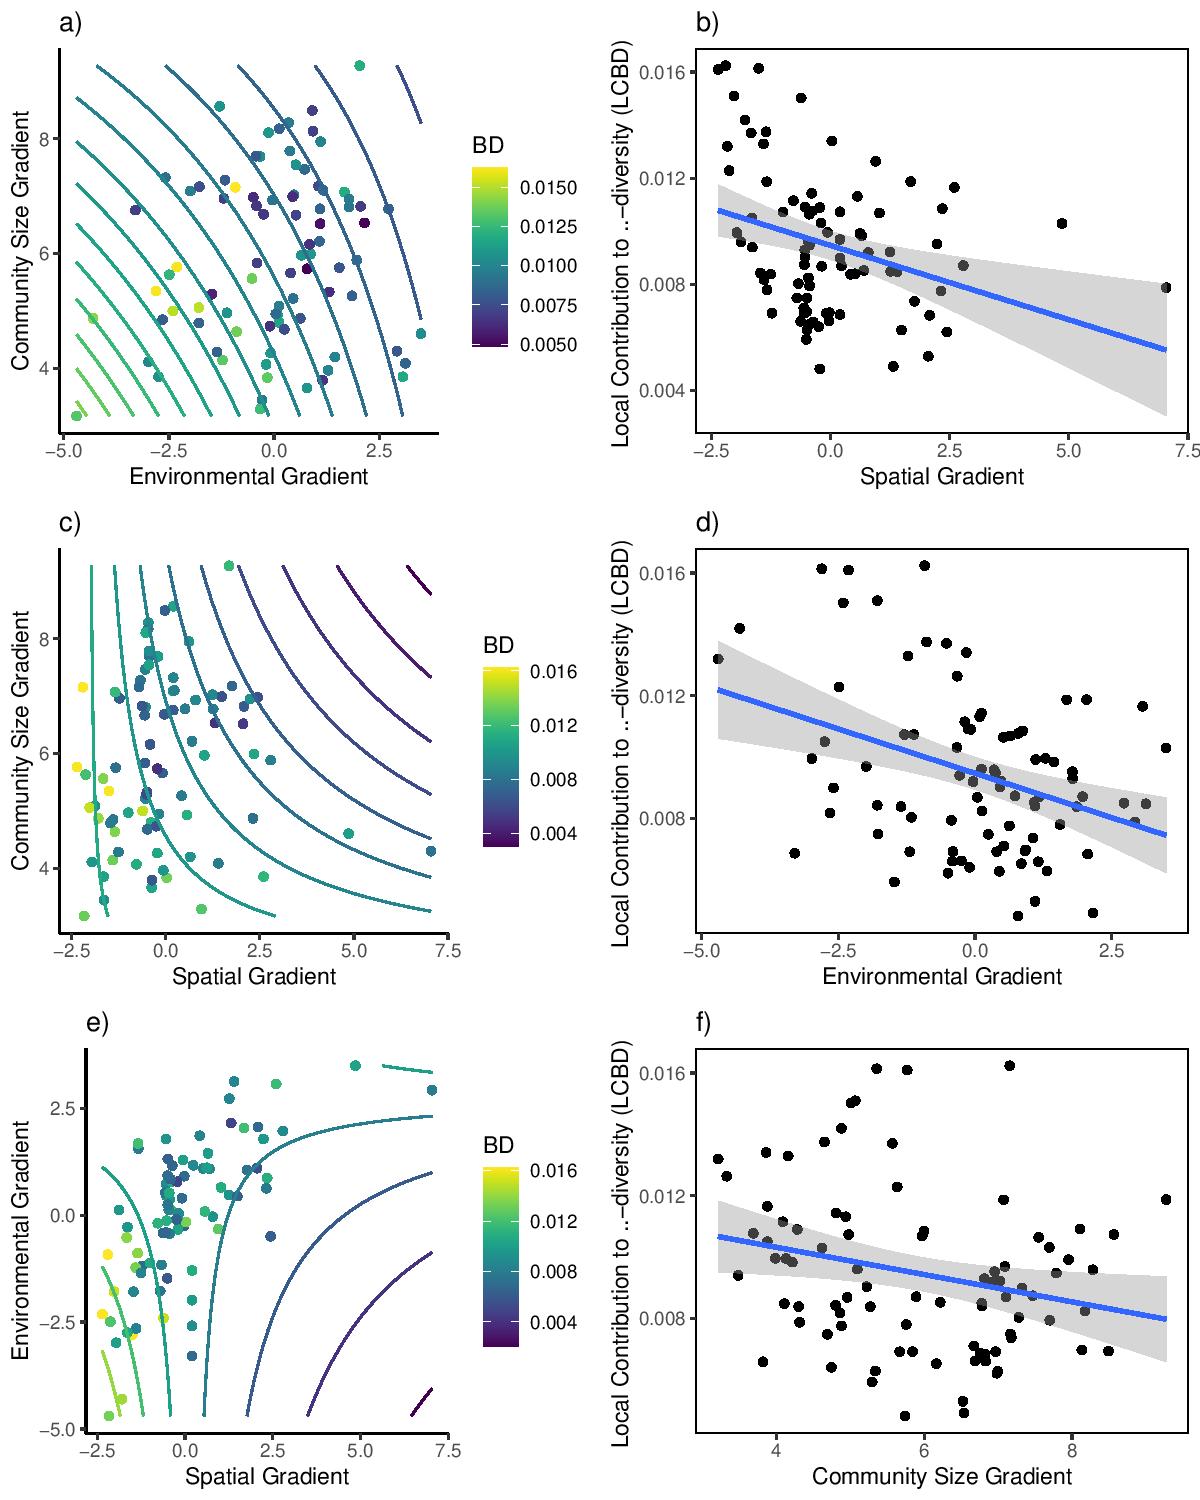 a)
Community Size Gradient
8
6
4
−5.0 −2.5 0.0 2.5
Environmental Gradient
BD
0.0150
0.0125
0.0100
0.0075
0.0050
b)
Local Contribution to ..−diversity (LCBD)
0.016
0.012
0.008
0.004
−2.5 0.0 2.5 5.0 7.5
Spatial Gradient
c)
Community Size Gradient
8
6
4
−2.5 0.0 2.5 5.0 7.5
Spatial Gradient
BD
0.016
0.012
0.008
0.004
d)
Local Contribution to ..−diversity (LCBD)
0.016
0.012
0.008
−5.0 −2.5 0.0 2.5
Environmental Gradient
e)
Environmental Gradient
2.5
0.0
−2.5
−5.0
−2.5 0.0 2.5 5.0 7.5
Spatial Gradient
BD
0.016
0.012
0.008
0.004
f)
Local Contribution to ..−diversity (LCBD)
0.016
0.012
0.008
4 6 8
Community Size Gradient